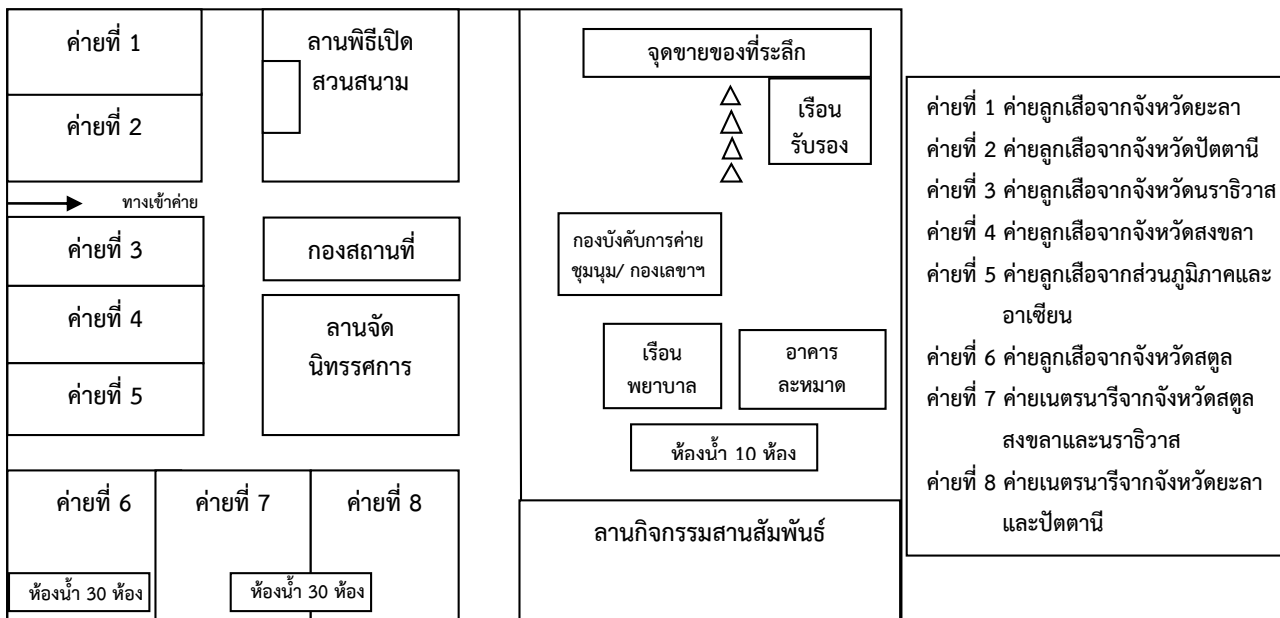 ค่ายที่ 1
ค่ายที่ 2
ทางเข้าค่าย
ค่ายที่ 3
ค่ายที่ 4
ค่ายที่ 5
ค่ายที่ 6
ค่ายที่ 7
ค่ายที่ 8
ห้องน้ำ 30 ห้อง
ห้องน้ำ 30 ห้อง
ลานพิธีเปิด
สวนสนาม
กองสถานที่
ลานจัด
นิทรรศการ
จุดขายของที่ระลึก
เรือน
รับรอง
กองบังคับการค่าย
ชุมนุม/ กองเลขาฯ
เรือน
พยาบาล
อาคาร
ละหมาด
ห้องน้ำ 10 ห้อง
ลานกิจกรรมสานสัมพันธ์
ค่ายที่ 1 ค่ายลูกเสือจากจังหวัดยะลา
ค่ายที่ 2 ค่ายลูกเสือจากจังหวัดปัตตานี
ค่ายที่ 3 ค่ายลูกเสือจากจังหวัดนราธิวาส
ค่ายที่ 4 ค่ายลูกเสือจากจังหวัดสงขลา
ค่ายที่ 5 ค่ายลูกเสือจากส่วนภูมิภาคและ
อาเซียน
ค่ายที่ 6 ค่ายลูกเสือจากจังหวัดสตูล
ค่ายที่ 7 ค่ายเนตรนารีจากจังหวัดสตูล
สงขลาและนราธิวาส
ค่ายที่ 8 ค่ายเนตรนารีจากจังหวัดยะลา
และปัตตานี